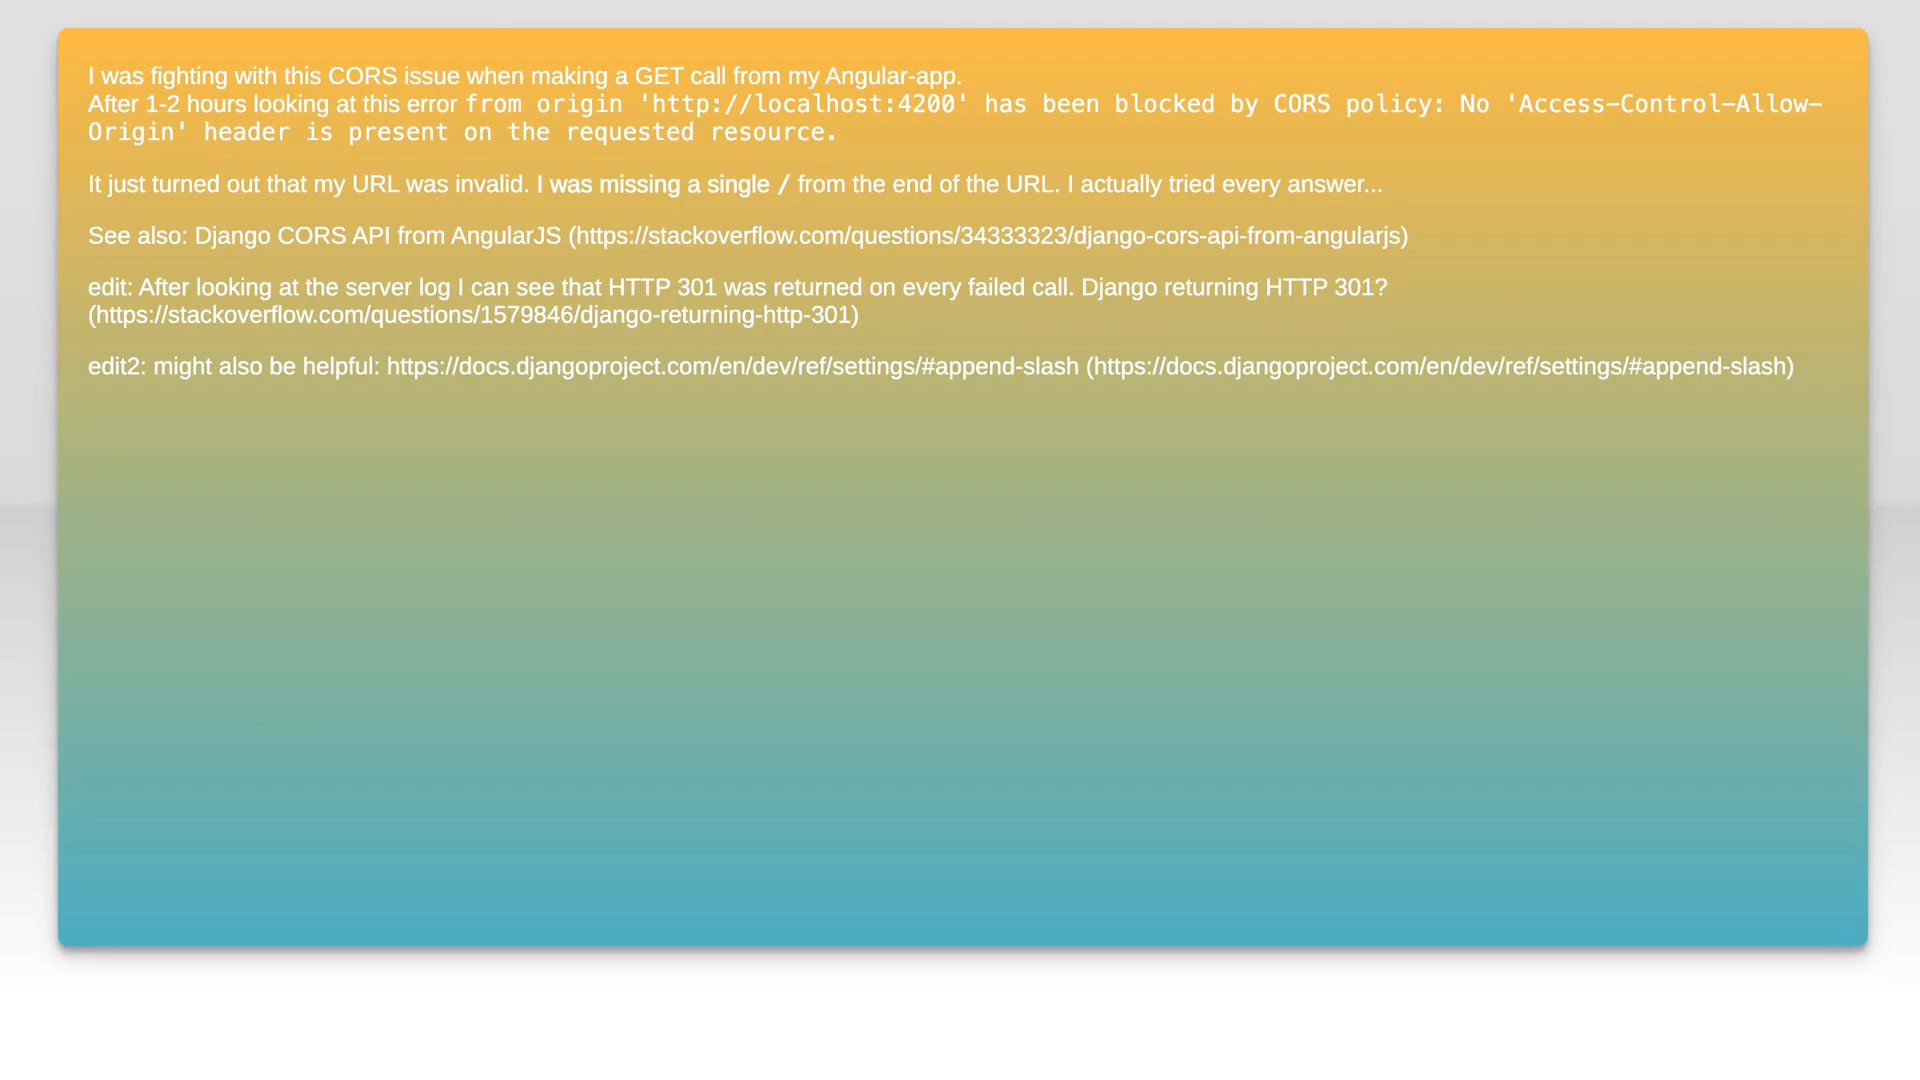 I was fighting with this CORS issue when making a GET call from my Angular-app.
After 1-2 hours looking at this error from origin 'http://localhost:4200' has been blocked by CORS policy: No 'Access-Control-Allow-
Origin' header is present on the requested resource.
It just turned out that my URL was invalid. I was missing a single / from the end of the URL. I actually tried every answer...
See also: Django CORS API from AngularJS (https://stackoverflow.com/questions/34333323/django-cors-api-from-angularjs)
edit: After looking at the server log I can see that HTTP 301 was returned on every failed call. Django returning HTTP 301?
(https://stackoverflow.com/questions/1579846/django-returning-http-301)
edit2: might also be helpful: https://docs.djangoproject.com/en/dev/ref/settings/#append-slash (https://docs.djangoproject.com/en/dev/ref/settings/#append-slash)